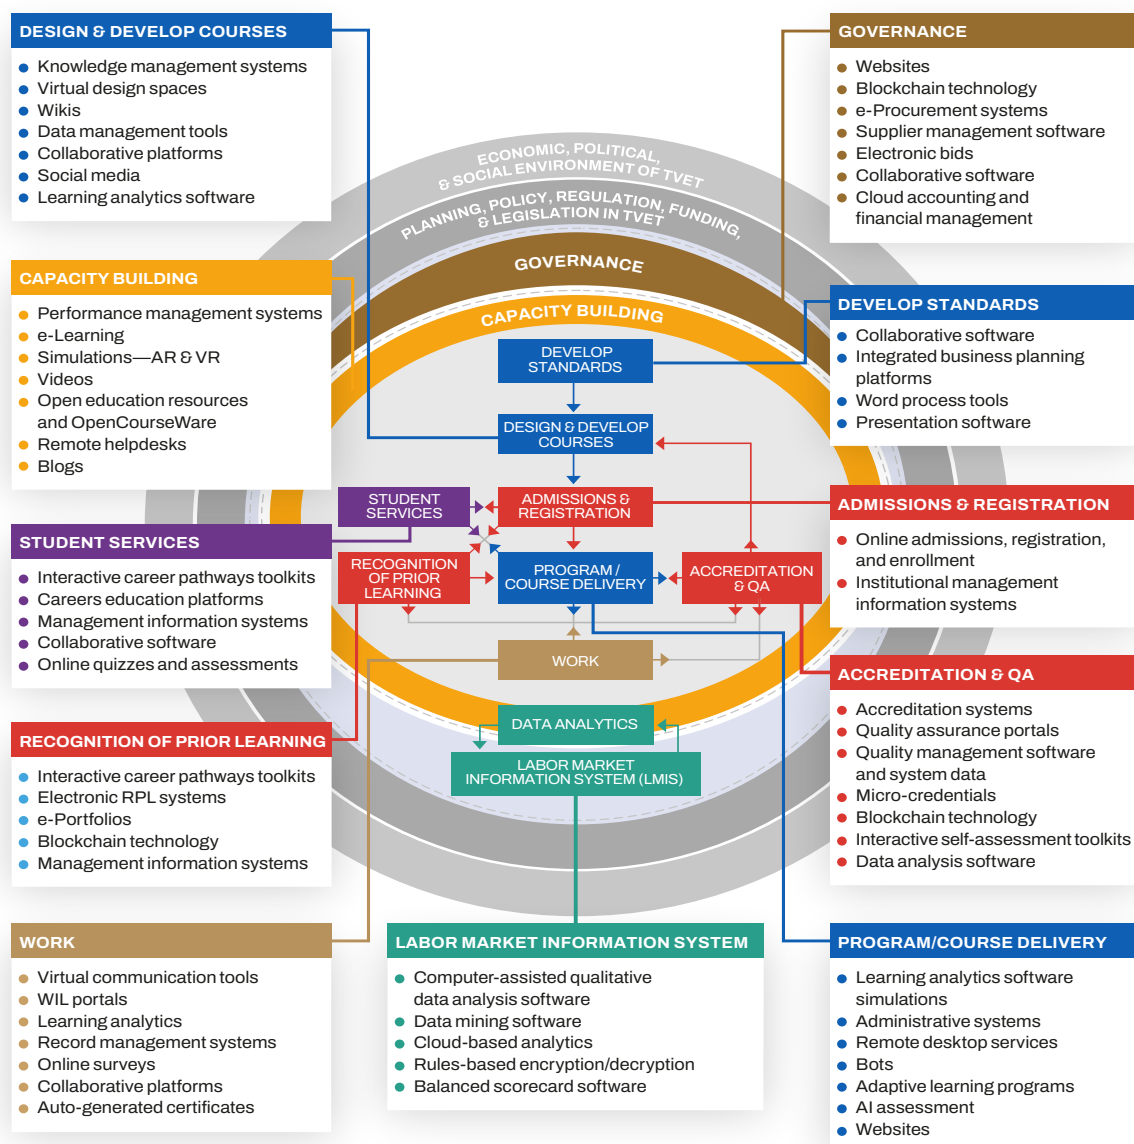 DESIGN & DEVELOP COURSES
Knowledge management systems
Virtual design spaces
Wikis
Data management tools
Collaborative platforms
Social media
Learning analytics software
GOVERNANCE
Websites
Blockchain technology
e-Procurement systems
Supplier management software
Electronic bids
Collaborative software
Cloud accounting and
financial management
ECONOMIC, POLITICAL,
& SOCIAL ENVIRONMENT OF TVET
PLANNING, POLICY, REGULATION, FUNDING,
& LEGISLATION IN TVET
GOVERNANCE
CAPACITY BUILDING
CAPACITY BUILDING
Performance management systems
e-Learning
Simulations—AR & VR
Videos
Open education resources
and OpenCourseWare
Remote helpdesks
Blogs
DEVELOP STANDARDS
Collaborative software
Integrated business planning
platforms
Word process tools
Presentation software
DEVELOP
STANDARDS
DESIGN & DEVELOP
COURSES
STUDENT
SERVICES
ADMISSIONS &
REGISTRATION
RECOGNITION
OF PRIOR
LEARNING
PROGRAM /
COURSE DELIVERY
ACCREDITATION
& QA
WORK
DATA ANALYTICS
LABOR MARKET
INFORMATION SYSTEM (LMIS)
STUDENT SERVICES
Interactive career pathways toolkits
Careers education platforms
Management information systems
Collaborative software
Online quizzes and assessments
ADMISSIONS & REGISTRATION
Online admissions, registration,
and enrollment
Institutional management
information systems
RECOGNITION OF PRIOR LEARNING
Interactive career pathways toolkits
Electronic RPL systems
e-Portfolios
Blockchain technology
Management information systems
ACCREDITATION & QA
Accreditation systems
Quality assurance portals
Quality management software
and system data
Micro-credentials
Blockchain technology
Interactive self-assessment toolkits
Data analysis software
WORK
Virtual communication tools
WIL portals
Learning analytics
Record management systems
Online surveys
Collaborative platforms
Auto-generated certificates
LABOR MARKET INFORMATION SYSTEM
Computer-assisted qualitative
data analysis software
Data mining software
Cloud-based analytics
Rules-based encryption/decryption
Balanced scorecard software
PROGRAM/COURSE DELIVERY
Learning analytics software
simulations
Administrative systems
Remote desktop services
Bots
Adaptive learning programs
AI assessment
Websites